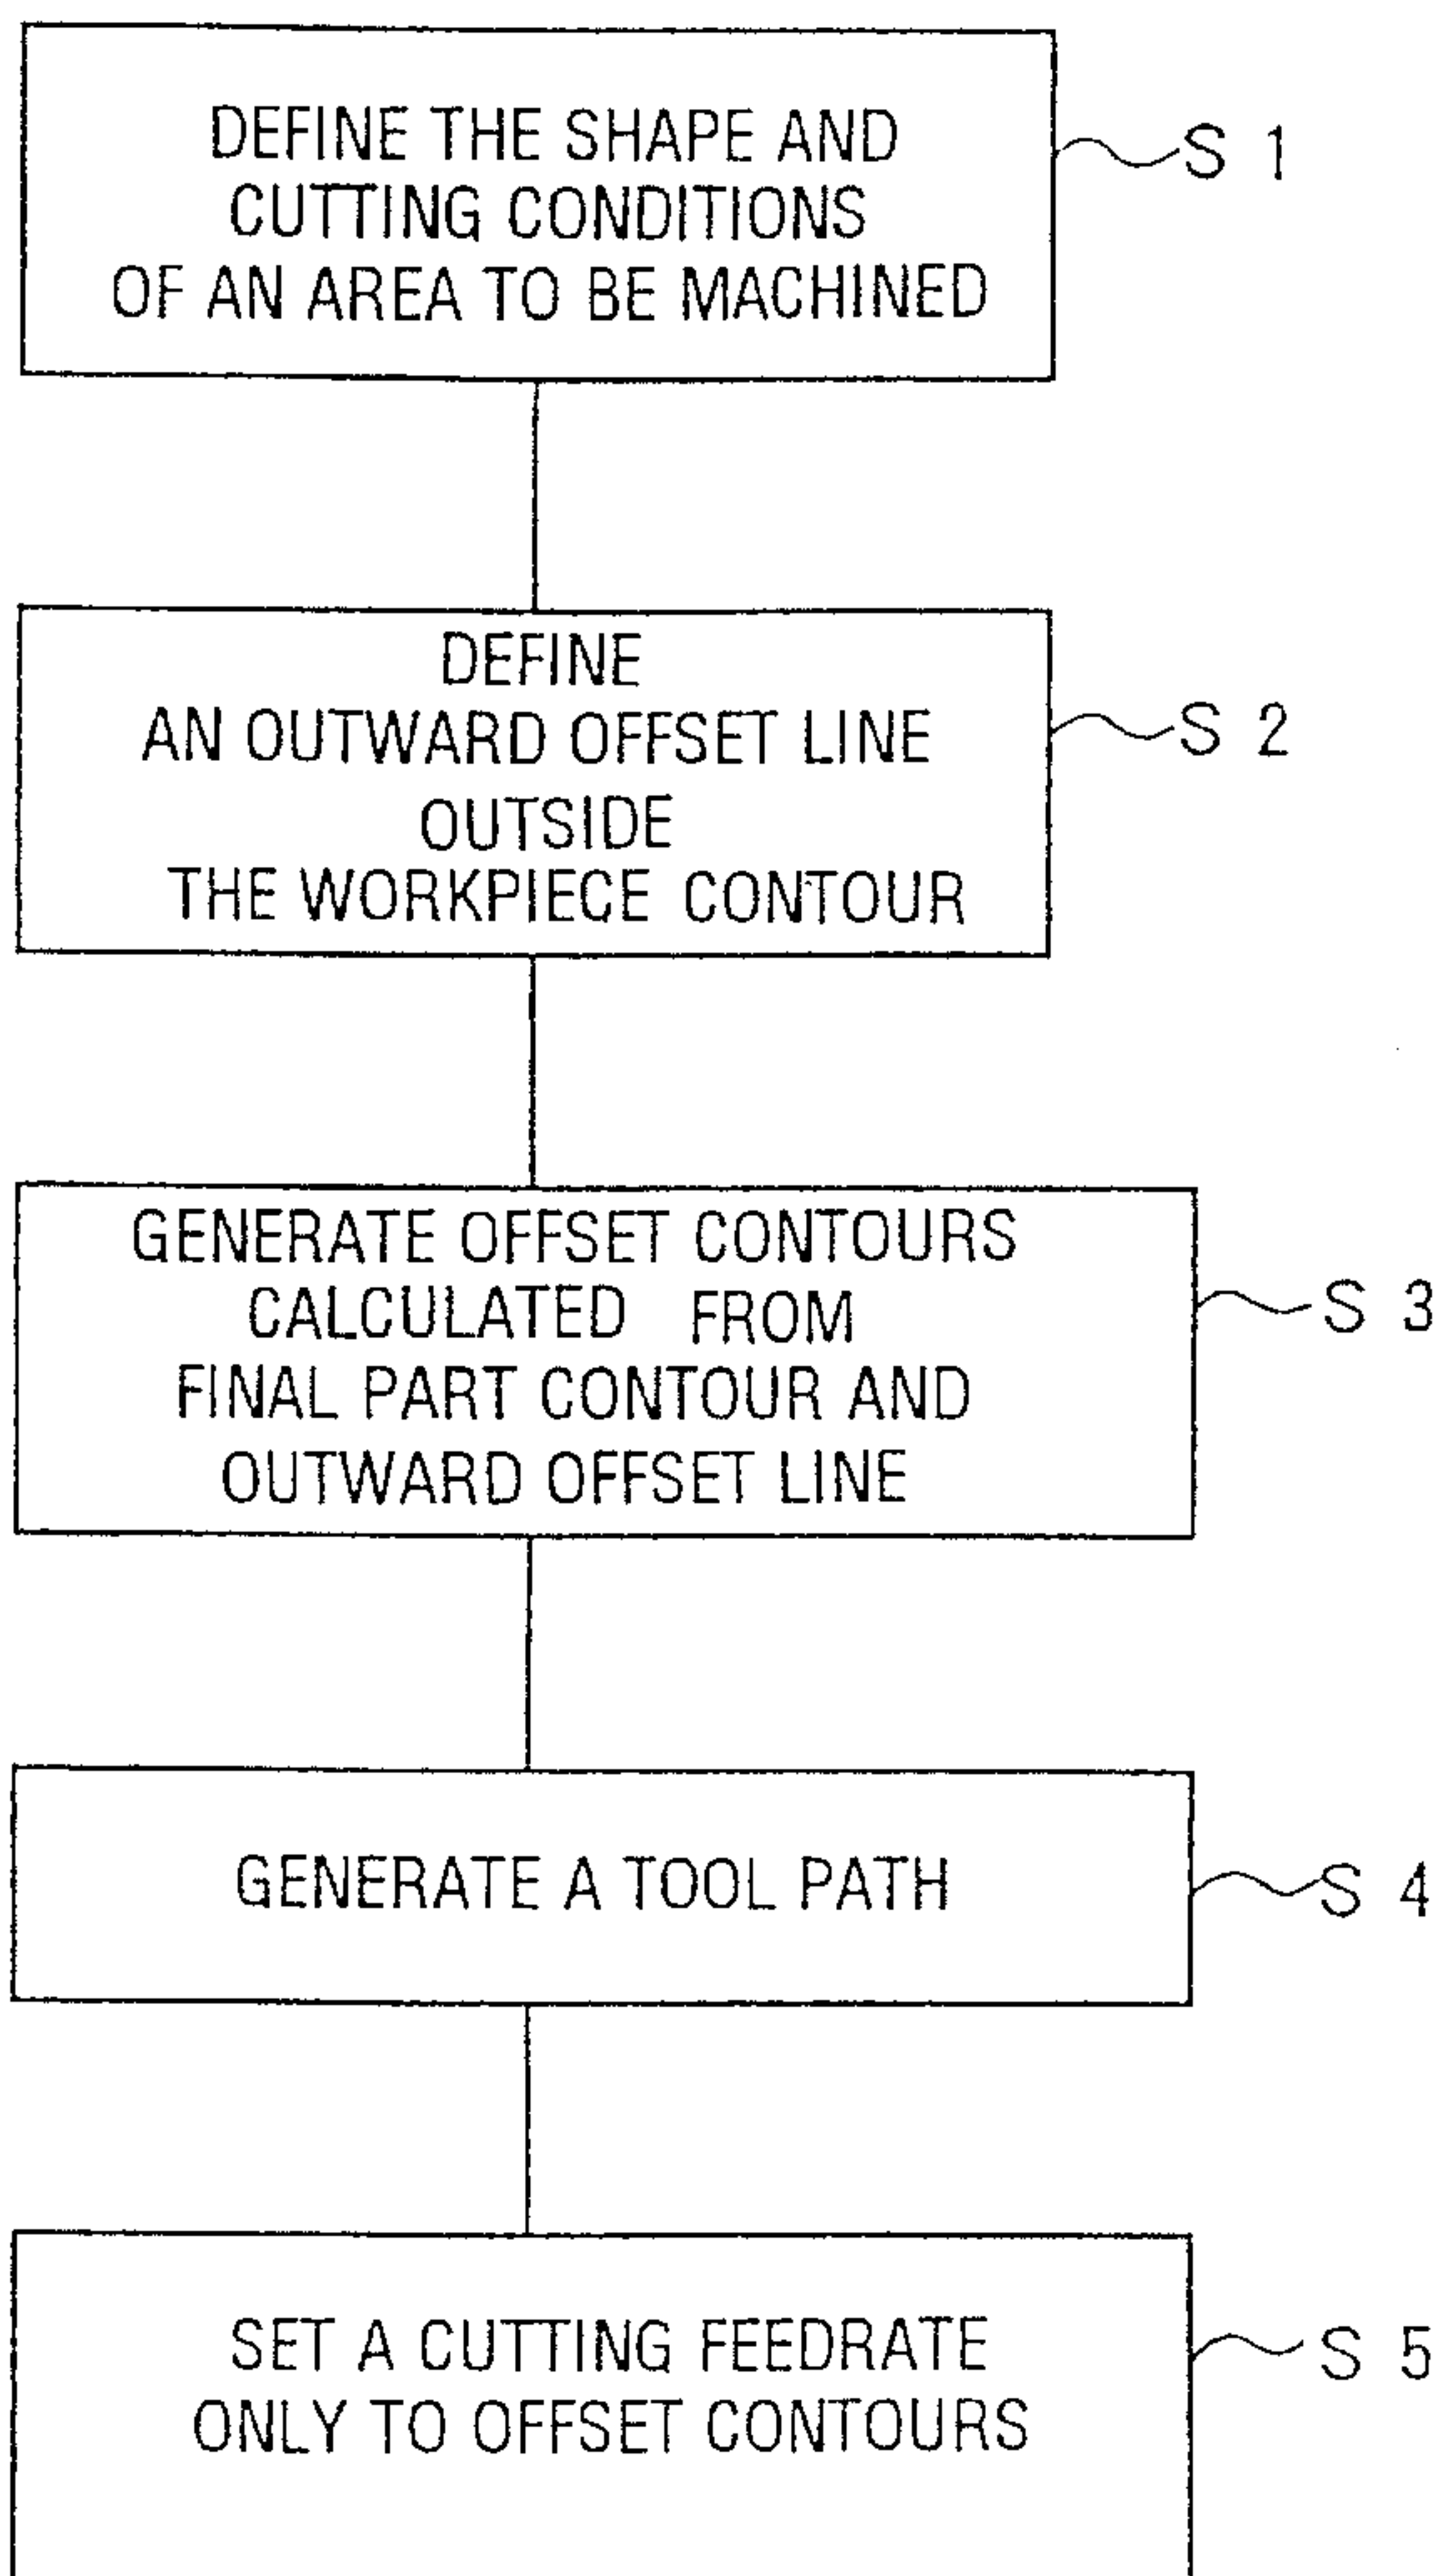 DEFINE THE SHAPE AND
CUTTING CONDITIONS
OF AN AREA TO BE MACHINED
S 1
DEFINE
AN OUTWARD OFFSET LINE
OUTSIDE
THE WORKPIECE CONTOUR
S 2
GENERATE OFFSET CONTOURS
CALCULATED FROM
FINAL PART CONTOUR AND
OUTWARD OFFSET LINE
S 3
GENERATE A TOOL PATH
S 4
SET A CUTTING FEEDRATE
ONLY TO OFFSET CONTOURS
S 5